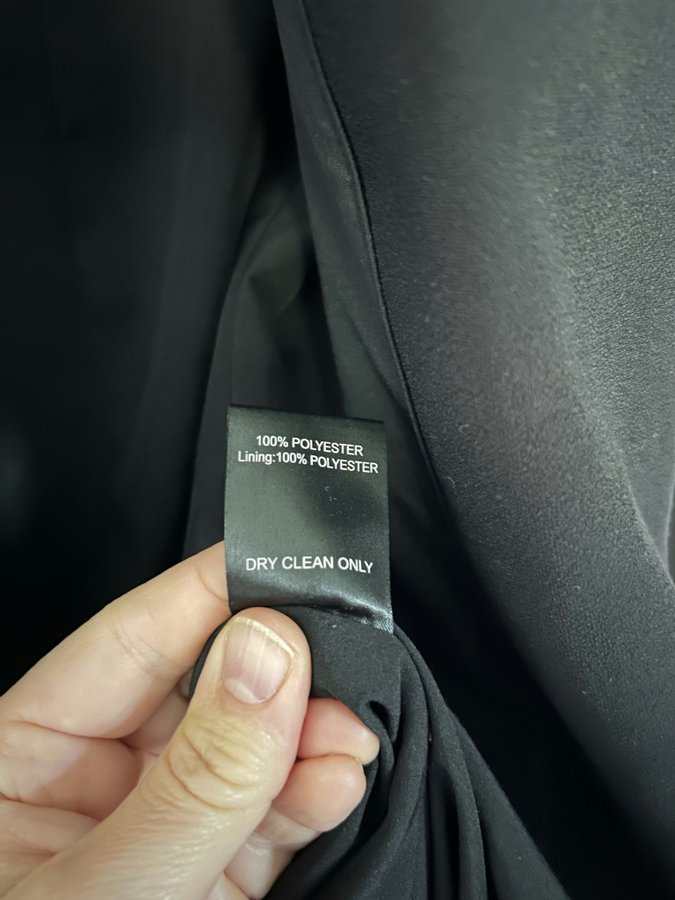 100% POLYESTER
Lining:100% POLYESTER
DRY CLEAN ONLY